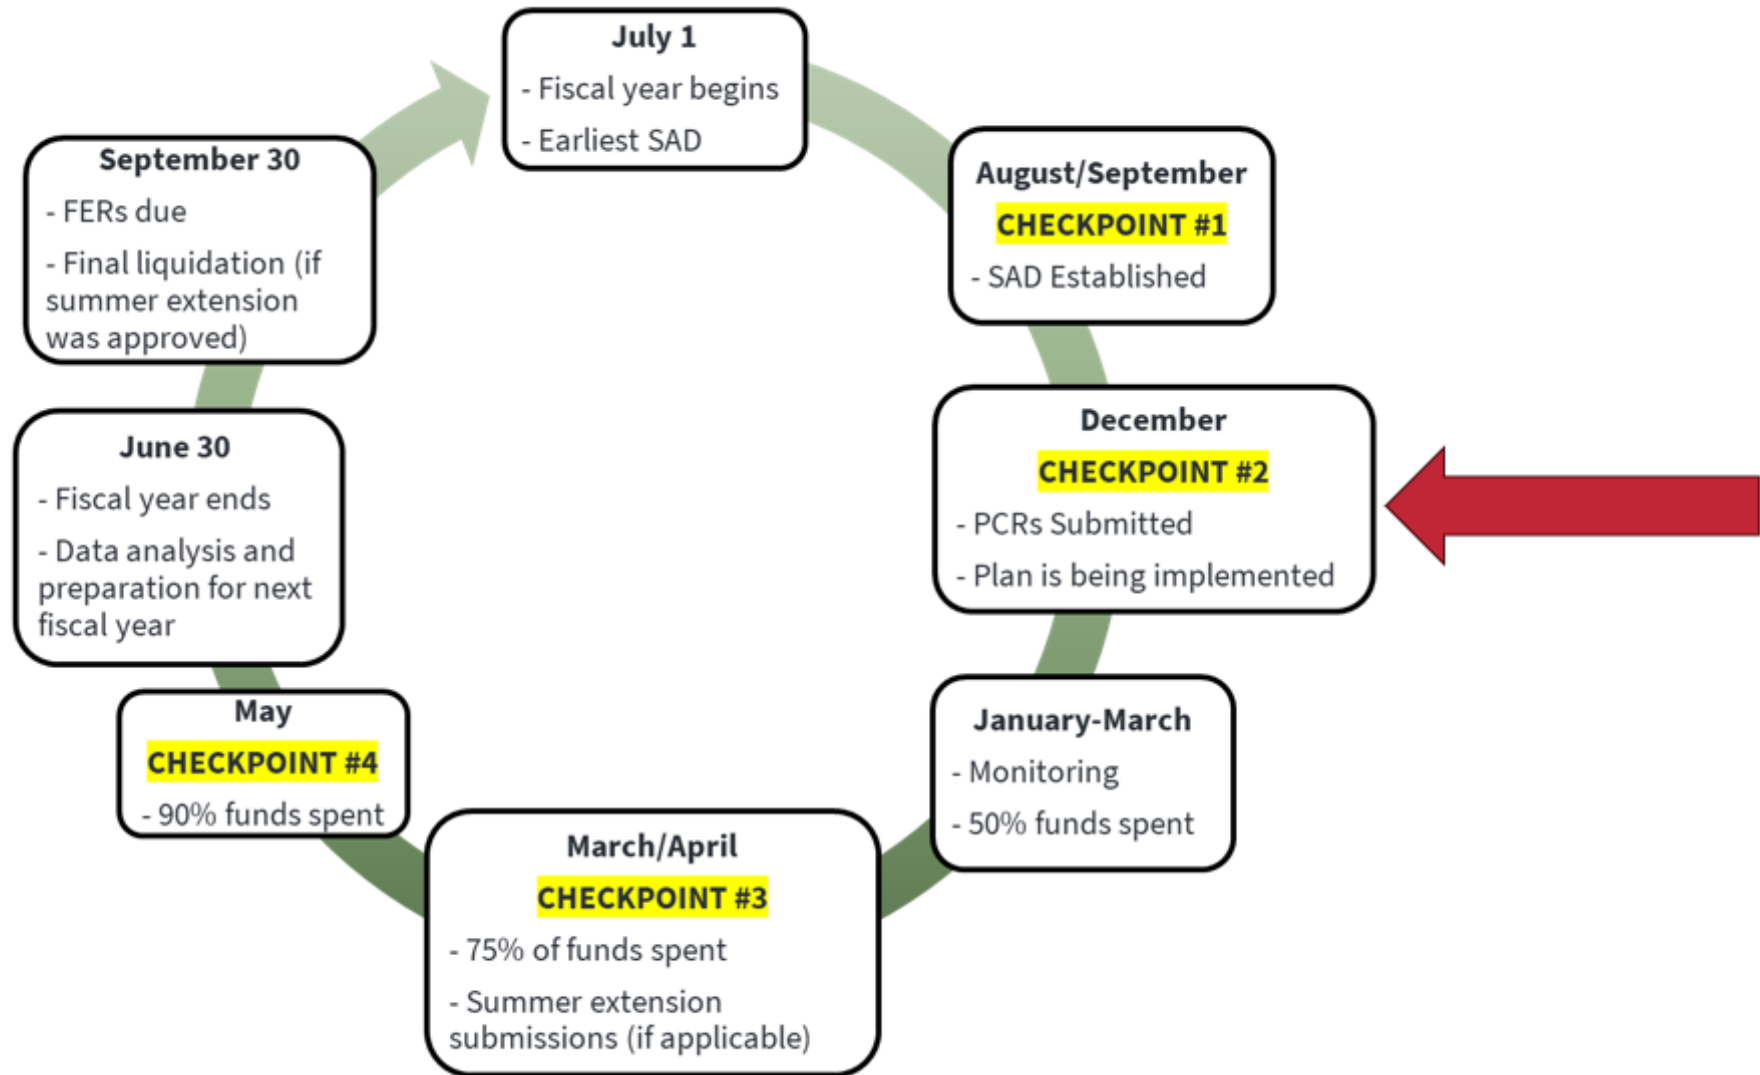 July 1
- Fiscal year begins
- Earliest SAD
August/September
CHECKPOINT #1
- SAD Established
December
CHECKPOINT #2
- PCRs Submitted
- Plan is being implemented
January-March
- Monitoring
- 50% funds spent
March/April
CHECKPOINT #3
- 75% of funds spent
- Summer extension
submissions (if applicable)
May
CHECKPOINT #4
- 90% funds spent
June 30
- Fiscal year ends
- Data analysis and
preparation for next
fiscal year
September 30
- FERs due
- Final liquidation (if
summer extension
was approved)